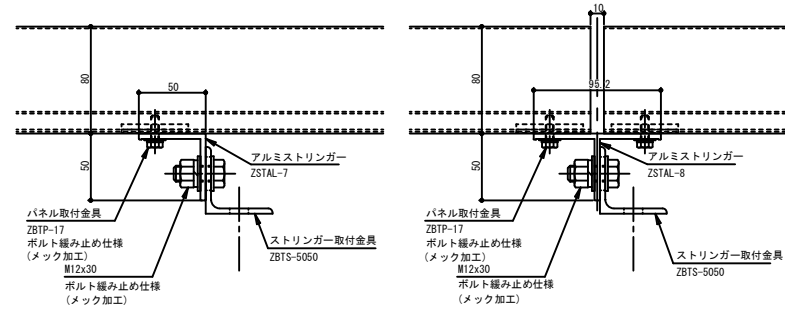 50
80
50
アルミストリンガー
ZSTAL-7
パネル取付金具
ZBTP-17
ボルト緩み止め仕様
(メック加工)
M12x30
ボルト緩み止め仕様
(メック加工)
ストリンガー取付金具
ZBTS-5050
10
95.2
80
50
アルミストリンガー
ZSTAL-8
パネル取付金具
ZBTP-17
ボルト緩み止め仕様
(メック加工)
M12x30
ボルト緩み止め仕様
(メック加工)
ストリンガー取付金具
ZBTS-5050